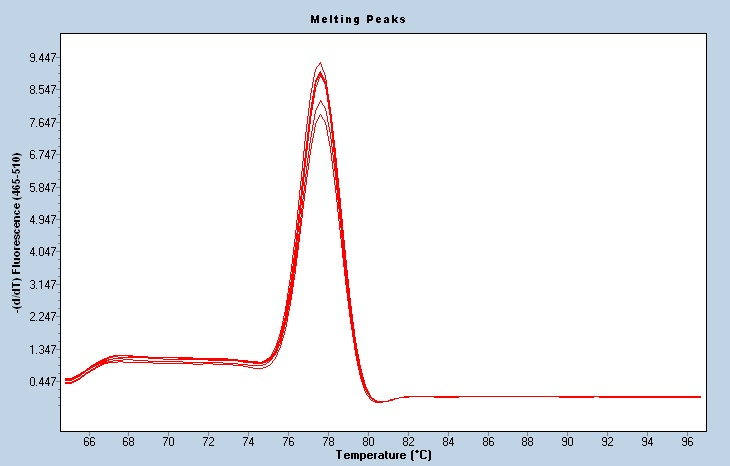 Melting Peaks
-(d/dT) Fluorescence (465-510)
9.447
8.547
7.647
6.747
5.847
4.947
4.047
3.147
2.247
1.347
0.447
66 68 70 72 74 76 78 80 82 84 86 88 90 92 94 96
Temperature (°C)